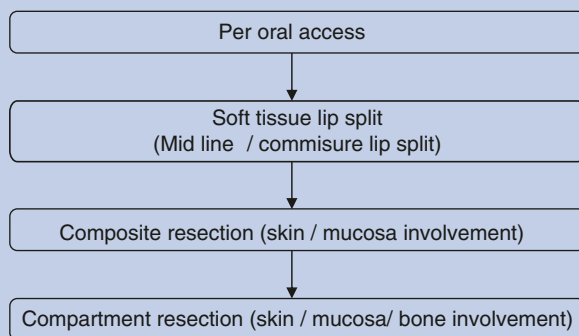 Per oral access
Soft tissue lip split
(Mid line / commisure lip split)
Composite resection (skin / mucosa involvement)
Compartment resection (skin / mucosa/ bone involvement)